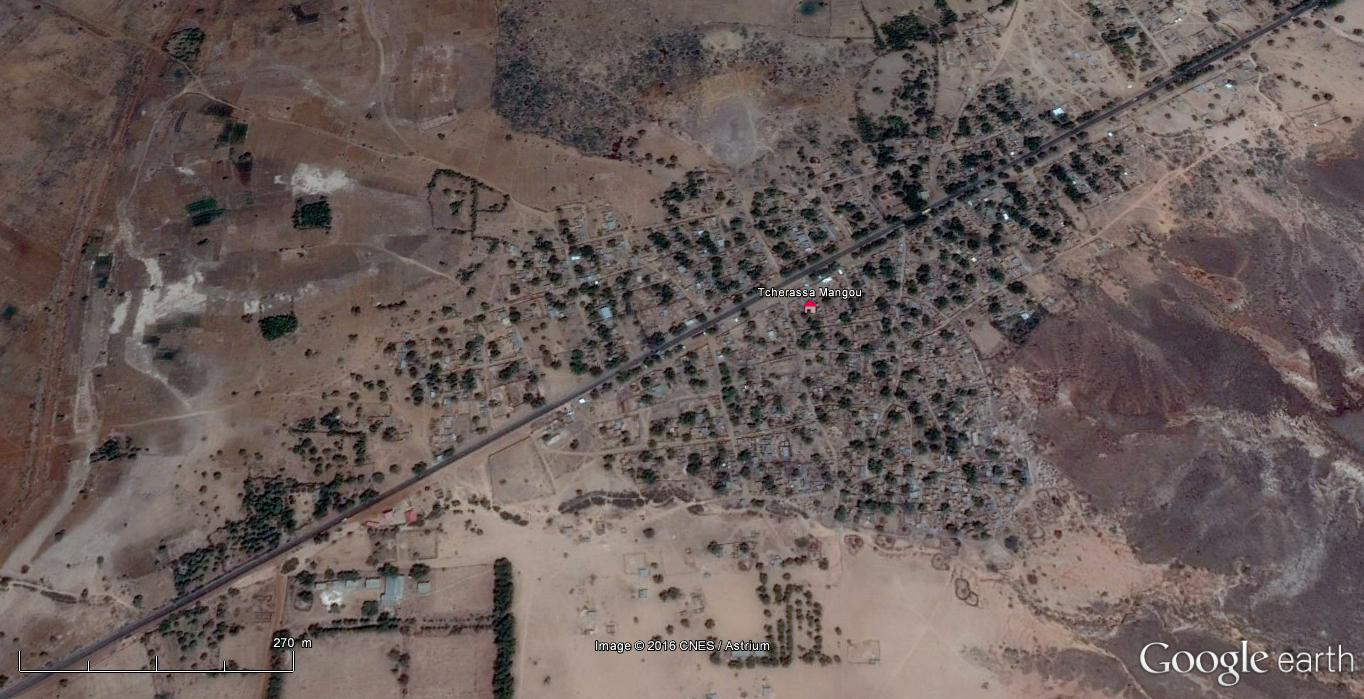 Tcherassa Mangou
270 m
Image © 2016 CNES / Astrium
Google earth